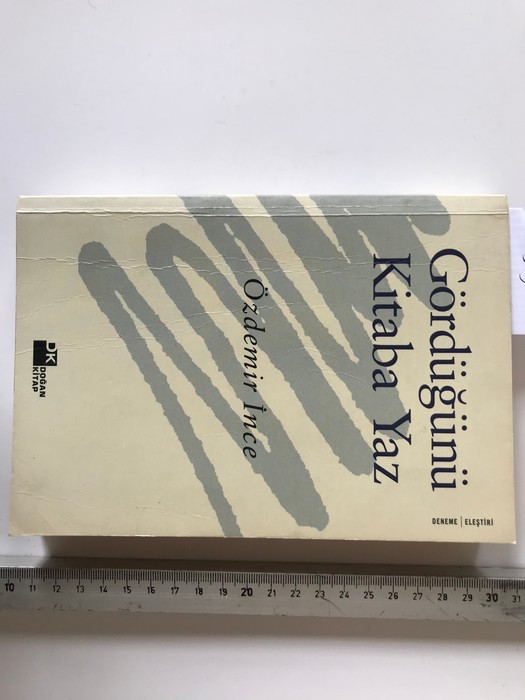 Gördüğünü
Kitaba Yaz
DENEME | ELEŞTİRİ
Özdemir İnce
DK
DOĞAN
KİTAP
10 11 12 13 14 15 16 17 18 19 20 21 22 23 24 25 26 27 28 29 30 31